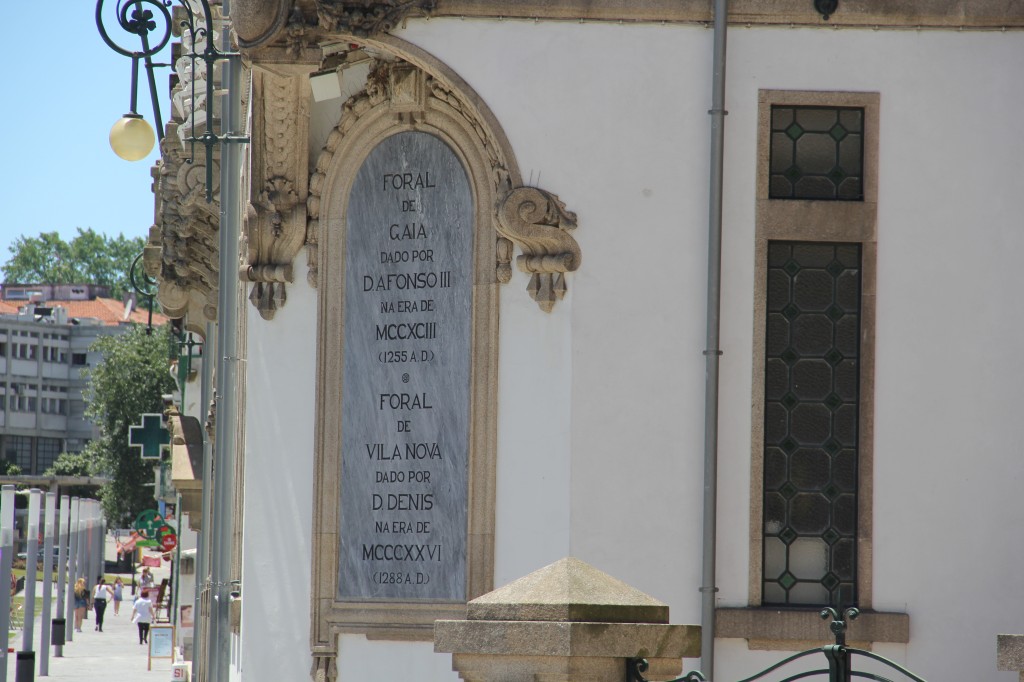 FORAL
DE
GAIA
DADO POR
D.AFONSO III
NA ERA DE
MCCXCIII
(1255 A.D.)
FORAL
DE
VILA NOVA
DADO POR
D. DENIS
NA ERA DE
MCCCXXVI
(1288 A.D.)